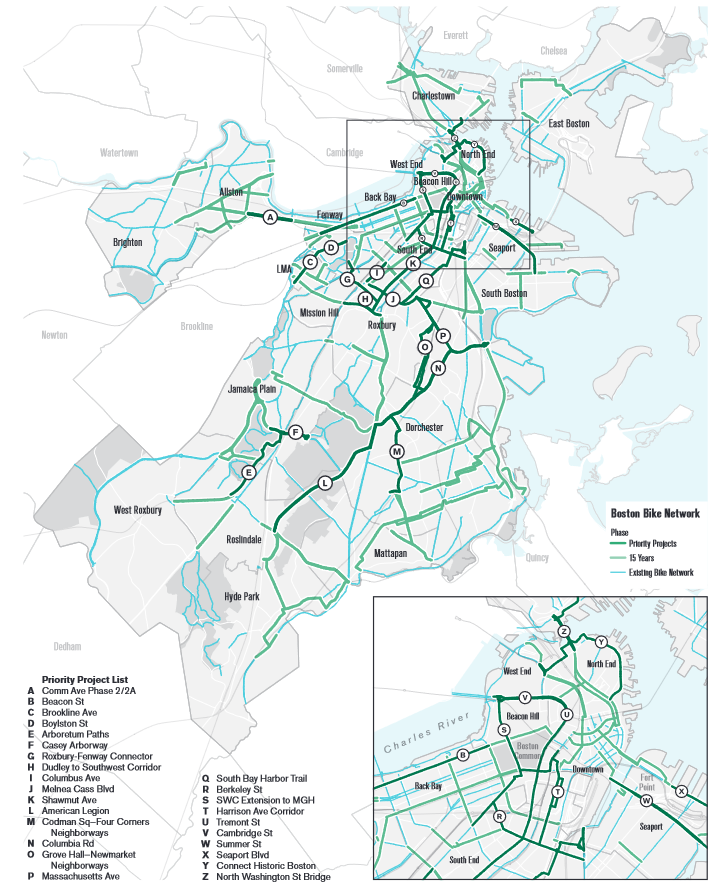 Everett
Chelsea
Somerville
Charlestown
East Boston
Watertown
Cambridge
North End
West End
Beacon Hill
Allston
Back Bay
Downtown
Fenway
A
Brighton
D
South End
Seaport
C
K
LMA
I
G
Q
South Boston
H
J
Mission Hill
Roxbury
Brookline
Newton
P
O
N
Jamaica Plain
Dorchester
F
M
E
L
West Roxbury
Roslindale
Mattapan
Quincy
Hyde Park
Dedham
Boston Bike Network
Phase
Priority Projects
15 Years
Existing Bike Network
Z
Y
North End
West End
V
Beacon Hill
U
S
Charles River
Boston
Common
B
Downtown
Fort
Point
Back Bay
T
X
W
R
Seaport
South End
Priority Project List
A Comm Ave Phase 2/2A
B Beacon St
C Brookline Ave
D Boylston St
E Arboretum Paths
F Casey Arborway
G Roxbury-Fenway Connector
H Dudley to Southwest Corridor
I Columbus Ave
J Melnea Cass Blvd
K Shawmut Ave
L American Legion
M Codman Sq–Four Corners
Neighborways
N Columbia Rd
O Grove Hall–Newmarket
Neighborways
P Massachusetts Ave
Q South Bay Harbor Trail
R Berkeley St
S SWC Extension to MGH
T Harrison Ave Corridor
U Tremont St
V Cambridge St
W Summer St
X Seaport Blvd
Y Connect Historic Boston
Z North Washington St Bridge